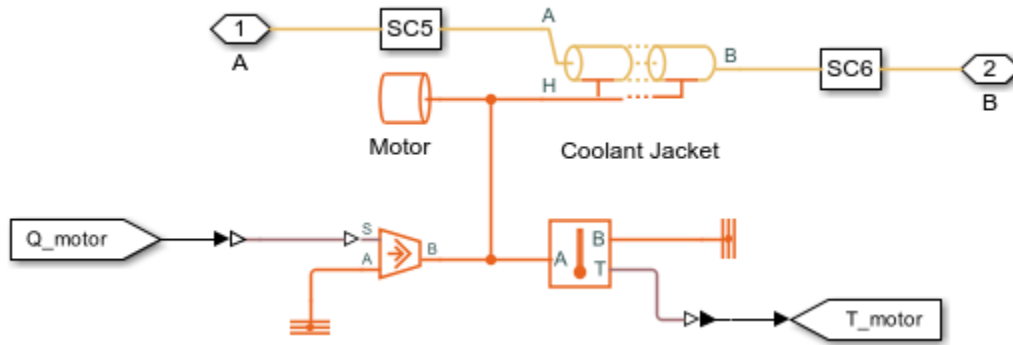 1
A
SC5
A
B
SC6
2
B
H
Motor
Coolant Jacket
Q_motor
S
A
B
A
B
T
T_motor